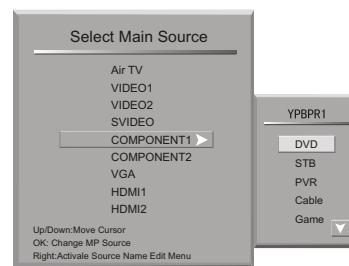 Select Main Source
Air TV
VIDEO1
VIDEO2
SVIDEO
COMPONENT1
COMPONENT2
VGA
HDMI1
HDMI2
Up/Down:Move Cursor
OK: Change MP Source
Right:Activale Source Name Edit Menu
YPBPR1
DVD
STB
PVR
Cable
Game